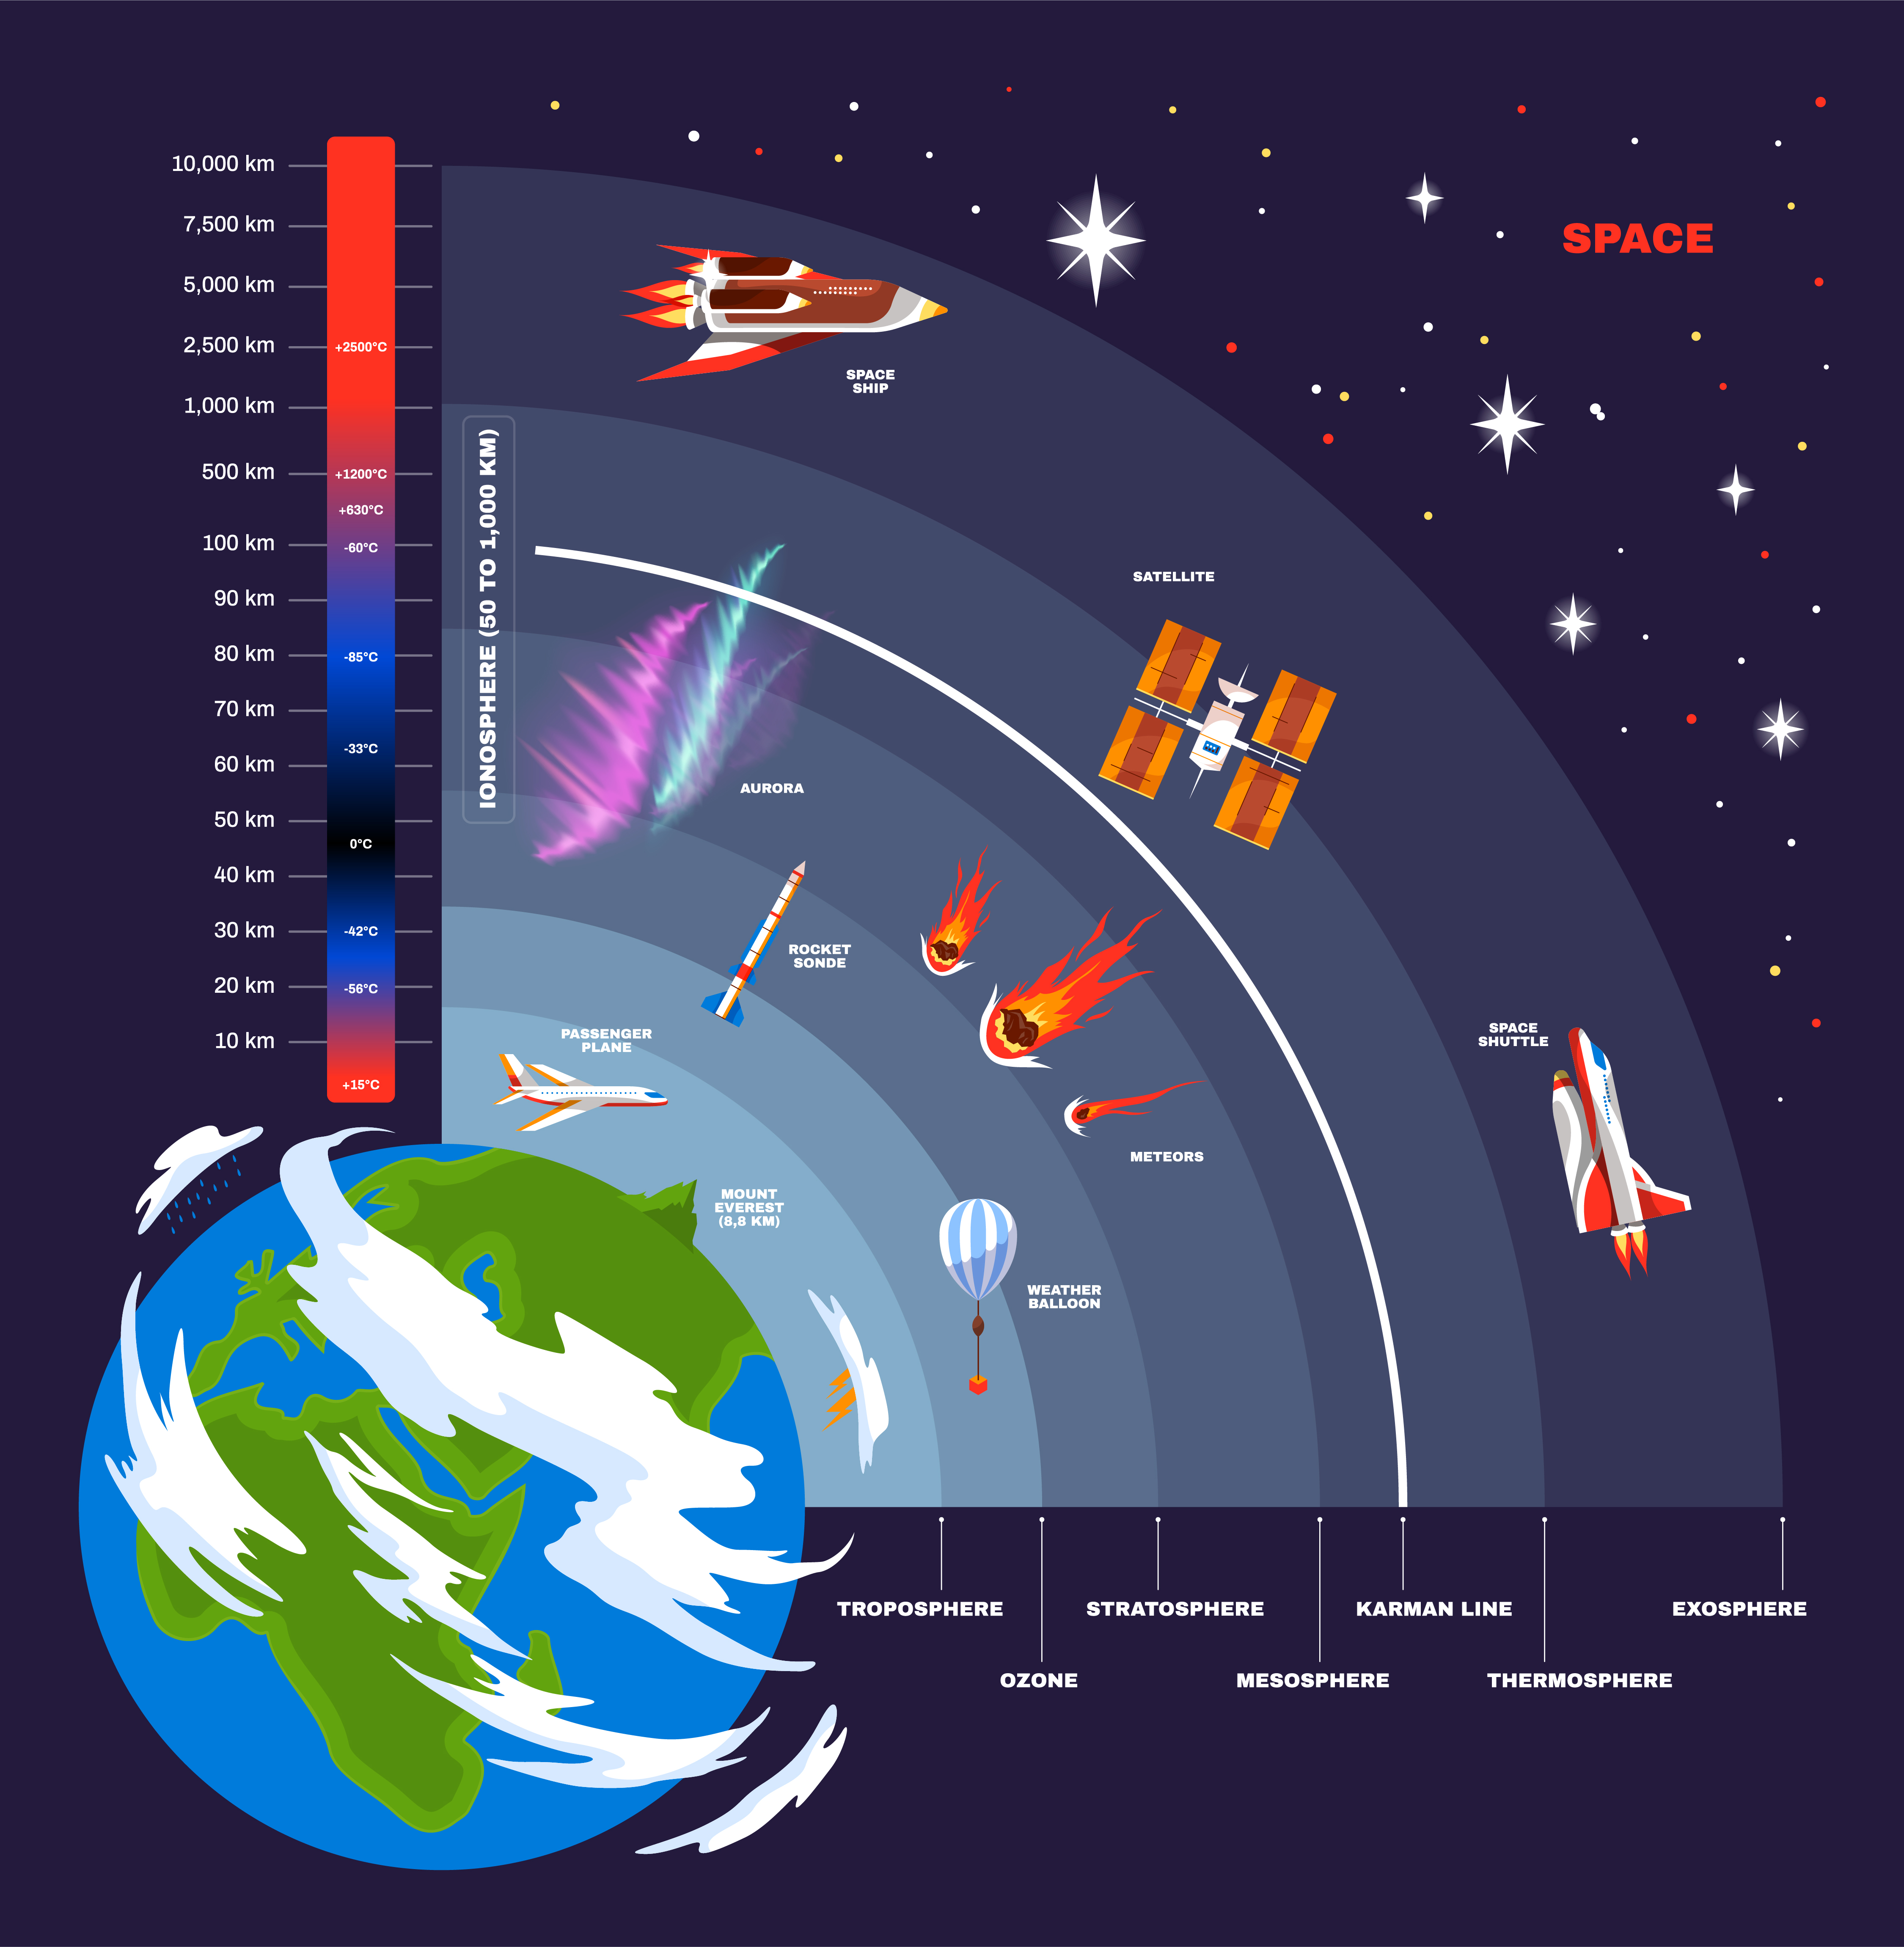 SPACE
10,000 km
7,500 km
5,000 km
2,500 km
1,000 km
500 km
100 km
90 km
80 km
70 km
60 km
50 km
40 km
30 km
20 km
10 km
+2500°C
+1200°C
+630°C
-60°C
-85°C
-33°C
0°C
-42°C
-56°C
+15°C
IONOSPHERE (50 TO 1,000 KM)
SPACE
SHIP
SATELLITE
AURORA
ROCKET
SONDE
PASSENGER
PLANE
SPACE
SHUTTLE
METEORS
MOUNT
EVEREST
(8,8 KM)
WEATHER
BALLOON
TROPOSPHERE
STRATOSPHERE
KARMAN LINE
EXOSPHERE
OZONE
MESOSPHERE
THERMOSPHERE